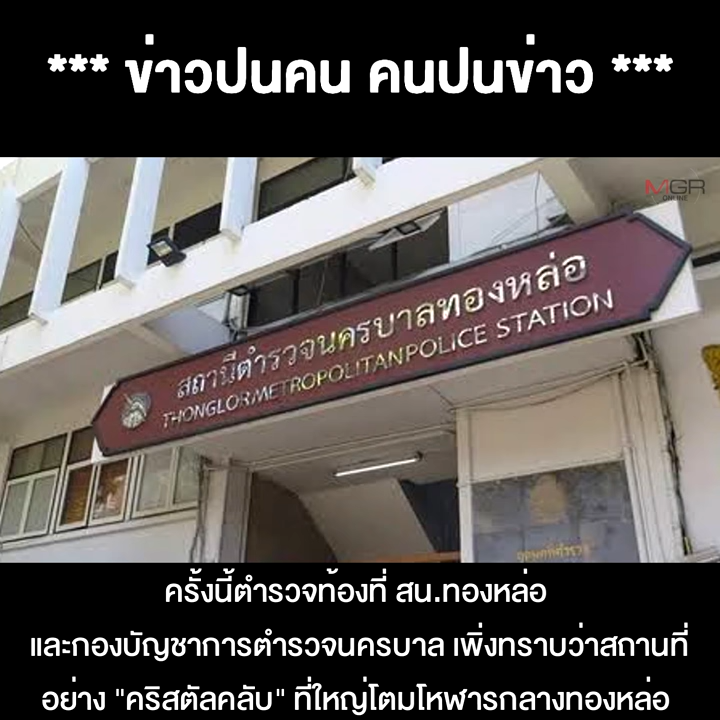 *** ข่าวปนคน คนปนข่าว ***
MGR
ONLINE
สถานีตำรวจนครบาลทองหล่อ
THONGLOR METROPOLITAN POLICE STATION
ครั้งนี้ตำรวจท้องที่ สน.ทองหล่อ
และกองบัญชาการตำรวจนครบาล เพิ่งทราบว่าสถานที่
อย่าง "คริสตัลคลับ" ที่ใหญ่โตมโหฬารกลางทองหล่อ